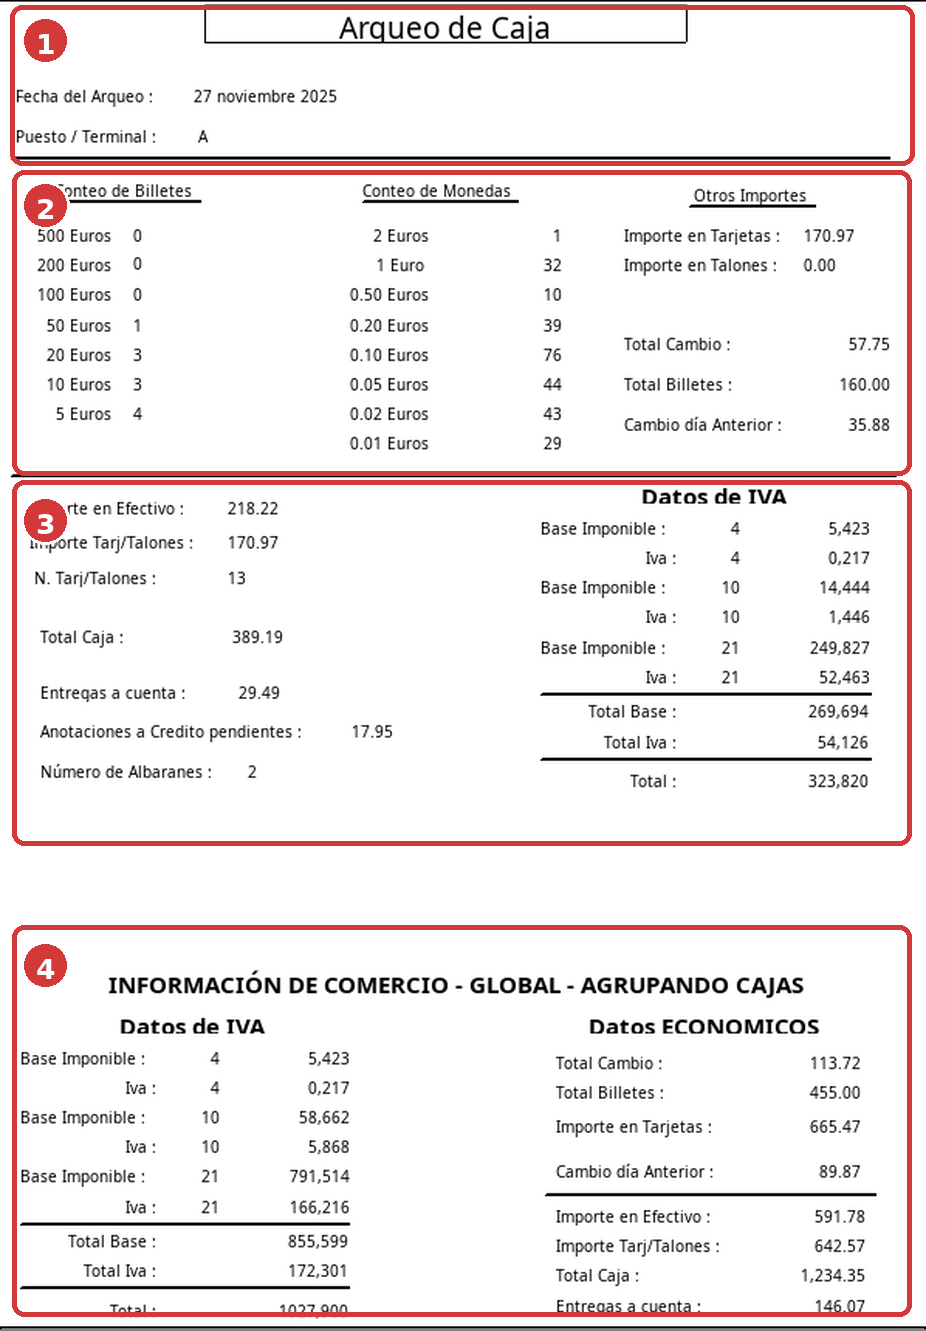 1
Arqueo de Caja
Fecha del Arqueo : 27 noviembre 2025
Puesto / Terminal : A
2
Conteo de Billetes Conteo de Monedas Otros Importes
500 Euros 0 2 Euros 1 Importe en Tarjetas : 170.97
200 Euros 0 1 Euro 32 Importe en Talones : 0.00
100 Euros 0 0.50 Euros 10
50 Euros 1 0.20 Euros 39
20 Euros 3 0.10 Euros 76 Total Cambio : 57.75
10 Euros 3 0.05 Euros 44 Total Billetes : 160.00
5 Euros 4 0.02 Euros 43 Cambio día Anterior : 35.88
0.01 Euros 29
3
rte en Efectivo : 218.22
Importe Tarj/Talones : 170.97
N. Tarj/Talones : 13
Total Caja : 389.19
Entregas a cuenta : 29.49
Anotaciones a Credito pendientes : 17.95
Número de Albaranes : 2
Datos de IVA
Base Imponible : 4 5,423
Iva : 4 0,217
Base Imponible : 10 14,444
Iva : 10 1,446
Base Imponible : 21 249,827
Iva : 21 52,463
Total Base : 269,694
Total Iva : 54,126
Total : 323,820
4
INFORMACIÓN DE COMERCIO - GLOBAL - AGRUPANDO CAJAS
Datos de IVA
Base Imponible : 4 5,423
Iva : 4 0,217
Base Imponible : 10 58,662
Iva : 10 5,868
Base Imponible : 21 791,514
Iva : 21 166,216
Total Base : 855,599
Total Iva : 172,301
Total : 1027,900
Datos ECONOMICOS
Total Cambio : 113.72
Total Billetes : 455.00
Importe en Tarjetas : 665.47
Cambio día Anterior : 89.87
Importe en Efectivo : 591.78
Importe Tarj/Talones : 642.57
Total Caja : 1,234.35
Entregas a cuenta : 146.07